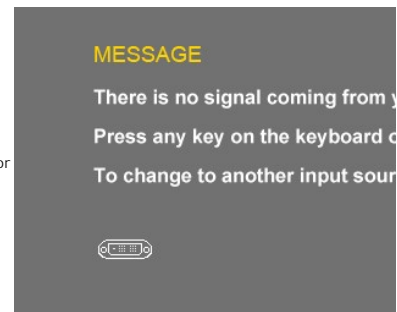 MESSAGE
There is no signal coming from
Press any key on the keyboard
or
To change to another input